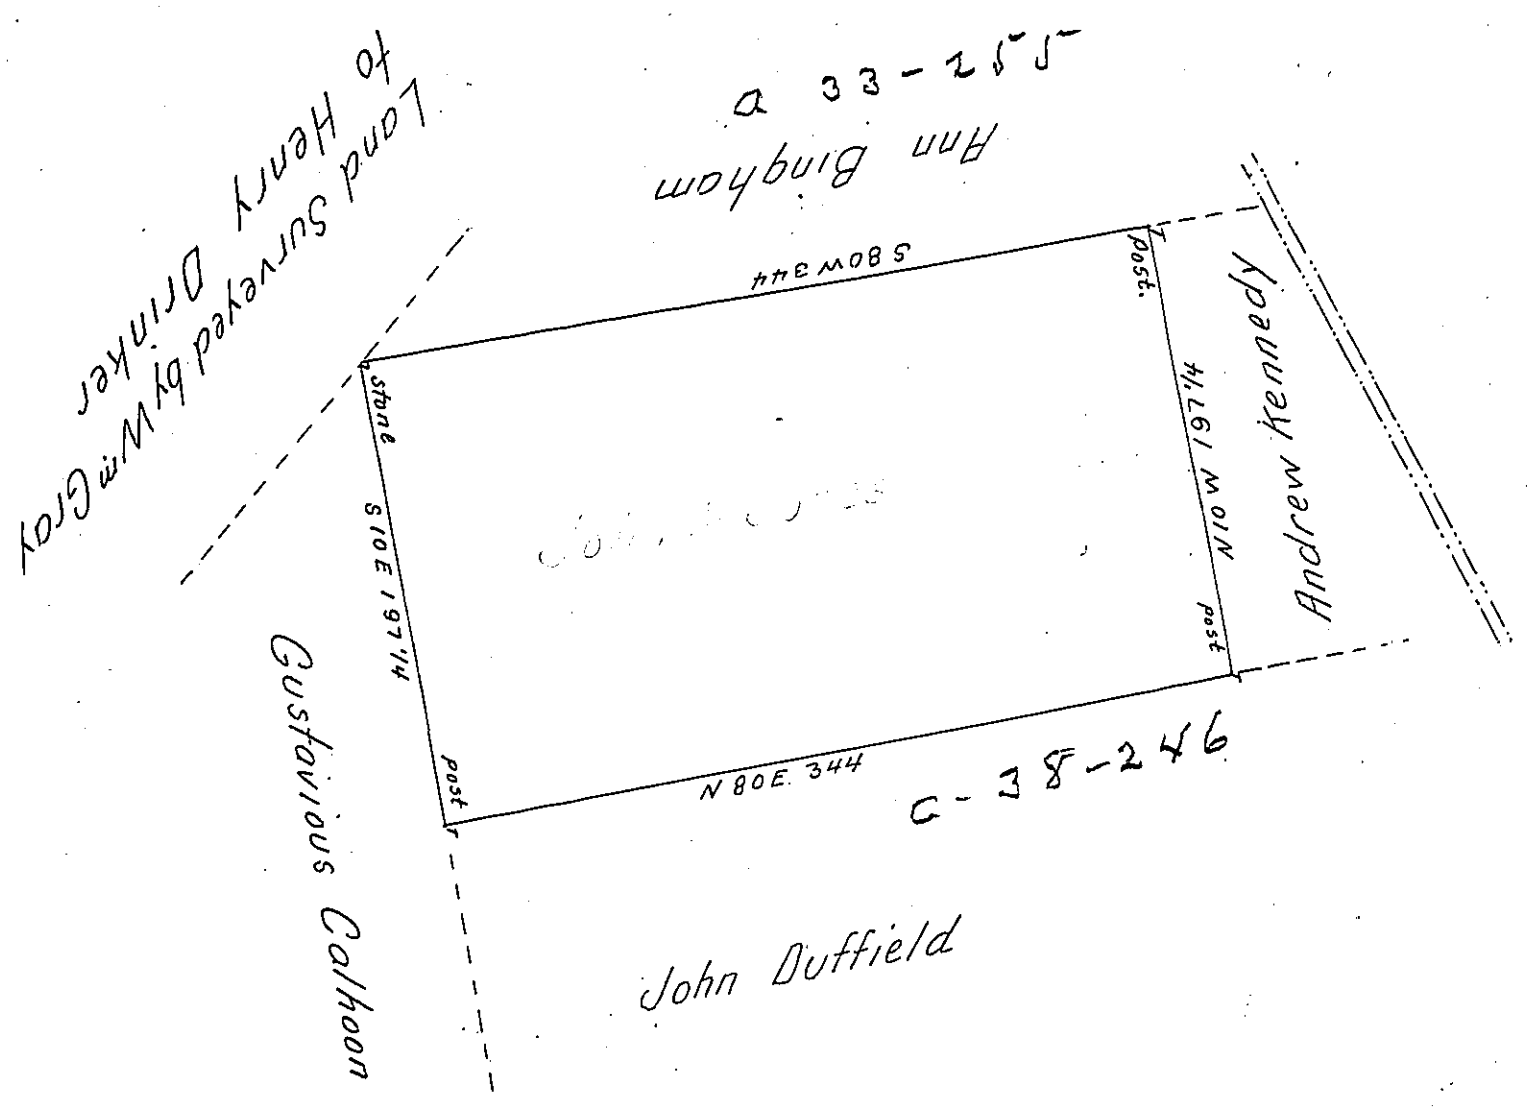 a 33-255
Ann Bingham
Land Surveyed by Wm Gray
to Henry Drinker
S 80 W 344
post.
N 10 W 197 1/4
post
Andrew Kennedy
stone
S 10 E 197 1/4
post
N 80 E. 344
C-38-246
Gustavious Calhoon
John Duffield